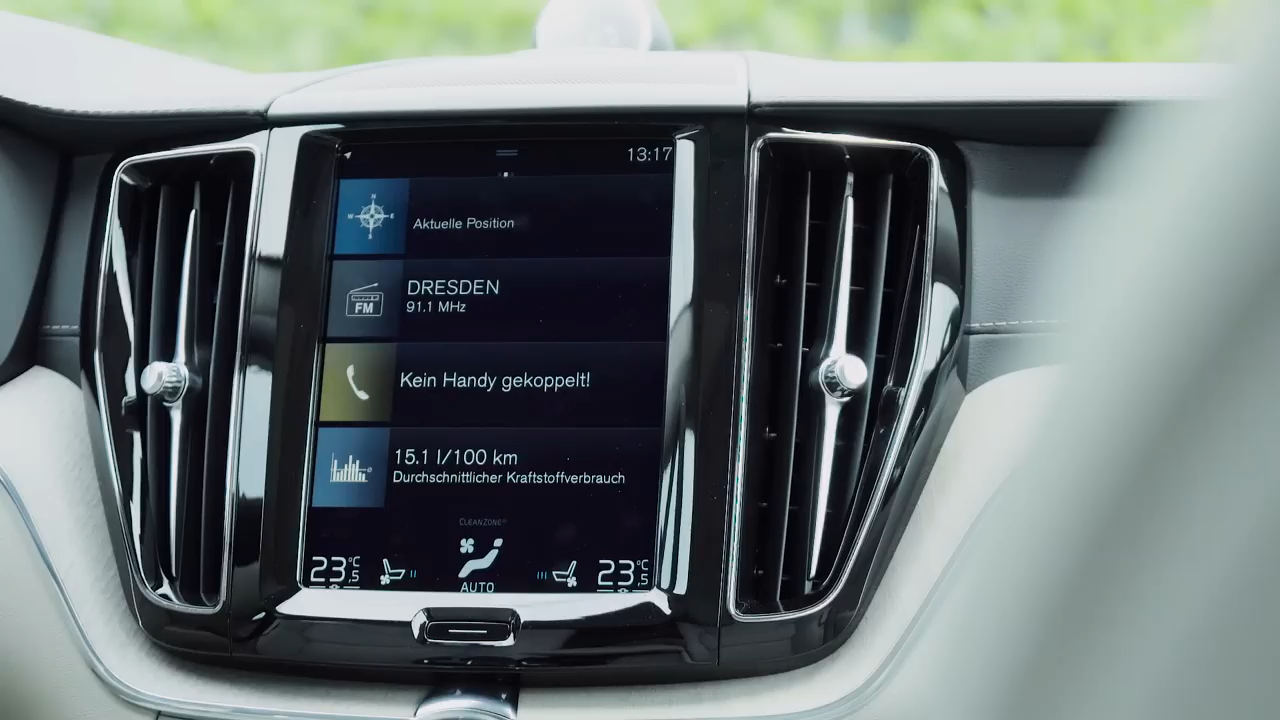 13:17
N
W E
S
Aktuelle Position
FM
DRESDEN
91.1 MHz
Kein Handy gekoppelt!
15.1 l/100 km
Durchschnittlicher Kraftstoffverbrauch
CLEANZONE®
23,5 °C
23,5 °C
AUTO